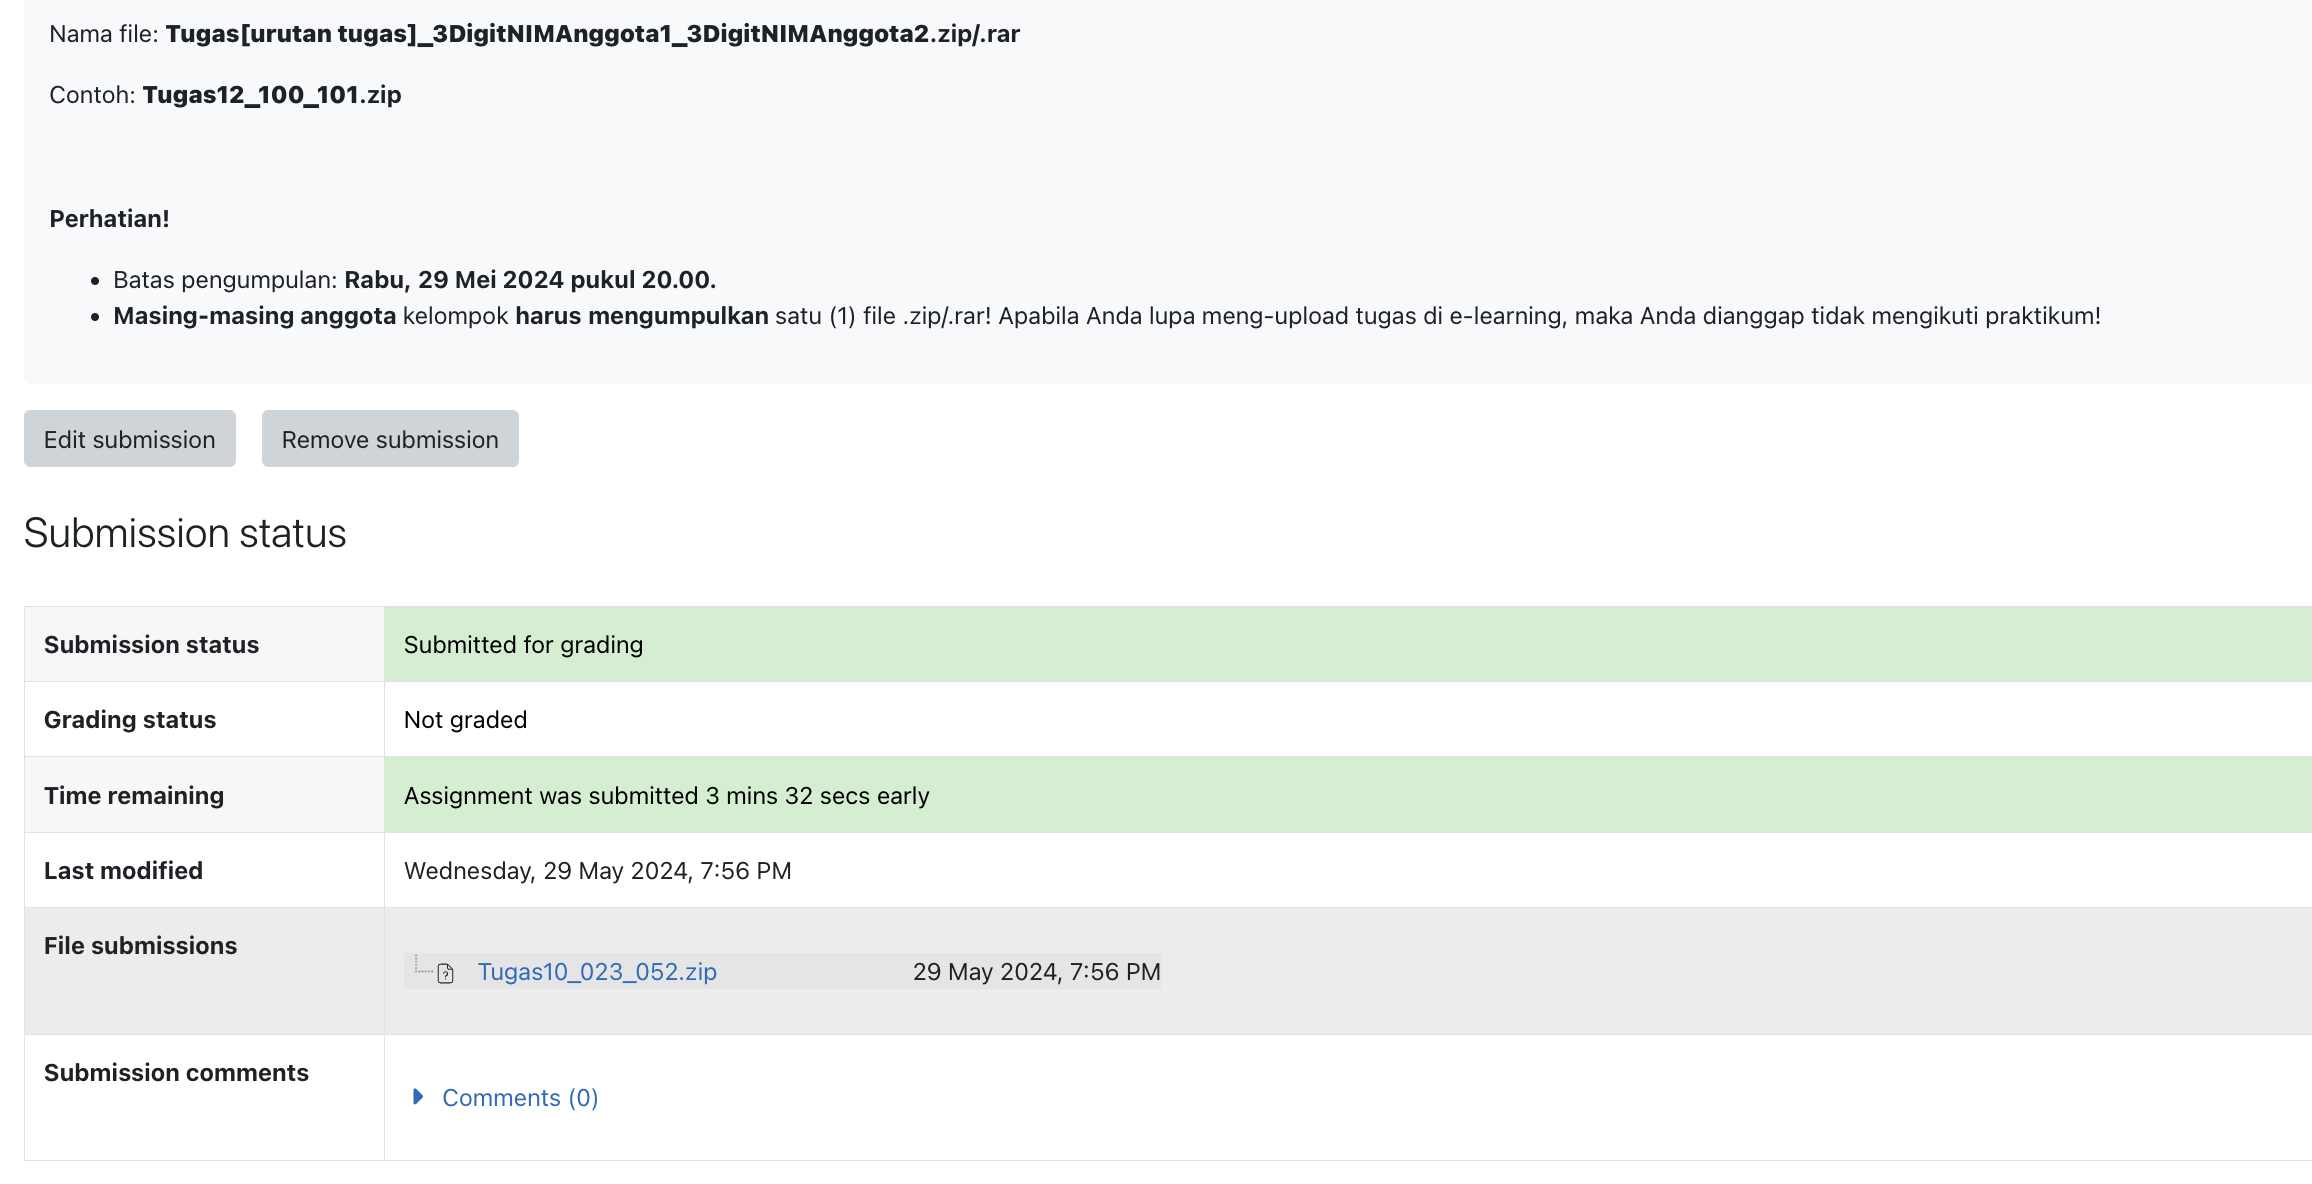 Nama file: Tugas[urutan tugas]_3DigitNIMAnggota1_3DigitNIMAnggota2.zip/.rar
Contoh: Tugas12_100_101.zip
Perhatian!
• Batas pengumpulan: Rabu, 29 Mei 2024 pukul 20.00.
• Masing-masing anggota kelompok harus mengumpulkan satu (1) file .zip/.rar! Apabila Anda lupa meng-upload tugas di e-learning, maka Anda dianggap tidak mengikuti praktikum!
Edit submission Remove submission
Submission status
Submission status Submitted for grading
Grading status Not graded
Time remaining Assignment was submitted 3 mins 32 secs early
Last modified Wednesday, 29 May 2024, 7:56 PM
File submissions
Tugas10_023_052.zip 29 May 2024, 7:56 PM
Submission comments
Comments (0)